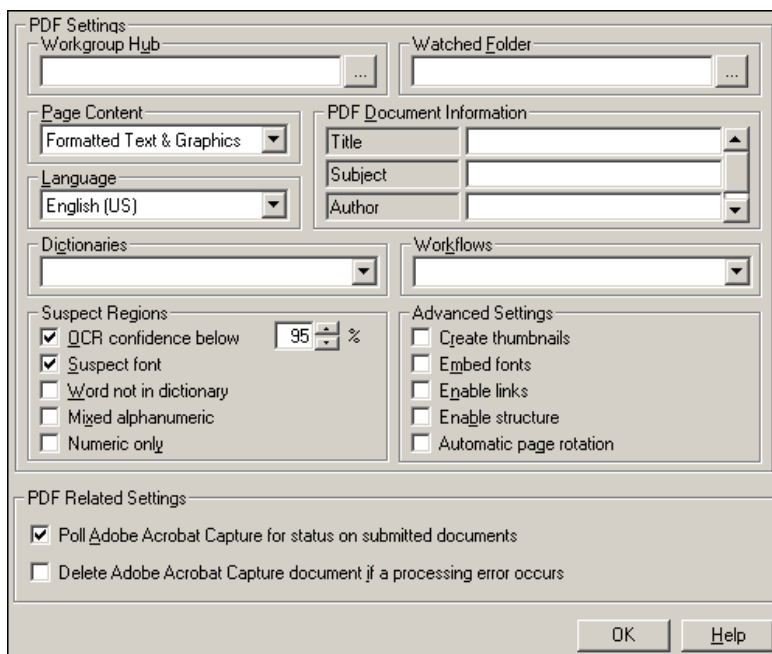 PDF Settings
Workgroup Hub Watched Folder
... ...
Page Content PDF Document Information
Formatted Text & Graphics Title
Subject
Language
English (US) Author
Dictionaries Workflows
Suspect Regions Advanced Settings
OCR confidence below 95 % Create thumbnails
Suspect font Embed fonts
Word not in dictionary Enable links
Mixed alphanumeric Enable structure
Numeric only Automatic page rotation
PDF Related Settings
Poll Adobe Acrobat Capture for status on submitted documents
Delete Adobe Acrobat Capture document if a processing error occurs
OK Help